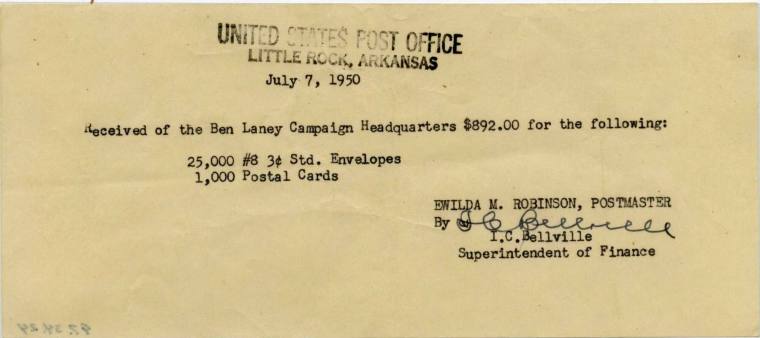 UNITED STATES POST OFFICE
LITTLE ROCK, ARKANSAS
July 7, 1950
Received of the Ben Laney Campaign Headquarters $892.00 for the following:
25,000 #8 3¢ Std. Envelopes
1,000 Postal Cards
EWILDA M. ROBINSON, POSTMASTER
By I C Bellville
I.C.Bellville
Superintendent of Finance